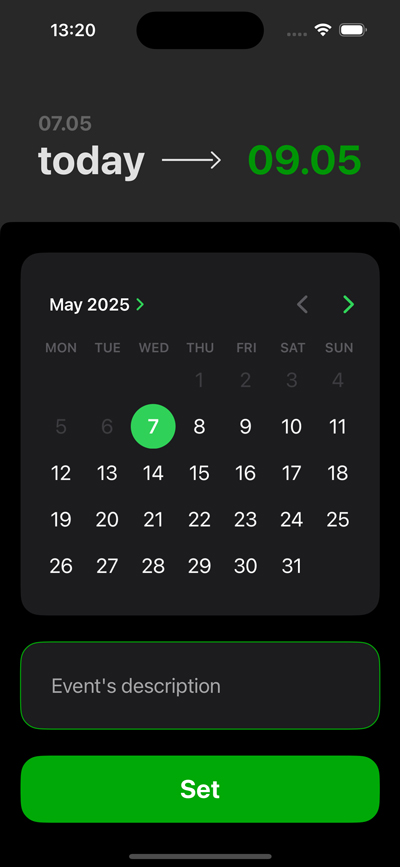 13:20
07.05
today
09.05
May 2025
MON TUE WED THU FRI SAT SUN
1 2 3 4
5 6 7 8 9 10 11
12 13 14 15 16 17 18
19 20 21 22 23 24 25
26 27 28 29 30 31
Event's description
Set